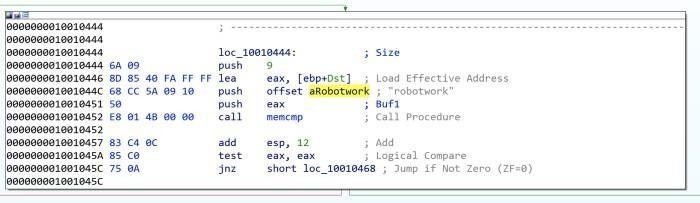 0000000010010444 ; ---------------------------------------------------------------------------
0000000010010444
0000000010010444 loc_10010444: ; Size
0000000010010444 6A 09 push 9
0000000010010446 8D 85 40 FA FF FF lea eax, [ebp+Dst] ; Load Effective Address
000000001001044C 68 CC 5A 09 10 push offset aRobotwork ; "robotwork"
0000000010010451 50 push eax ; Buf1
0000000010010452 E8 01 4B 00 00 call memcmp ; Call Procedure
0000000010010452
0000000010010457 83 C4 0C add esp, 12 ; Add
000000001001045A 85 C0 test eax, eax ; Logical Compare
000000001001045C 75 0A jnz short loc_10010468 ; Jump if Not Zero (ZF=0)
000000001001045C